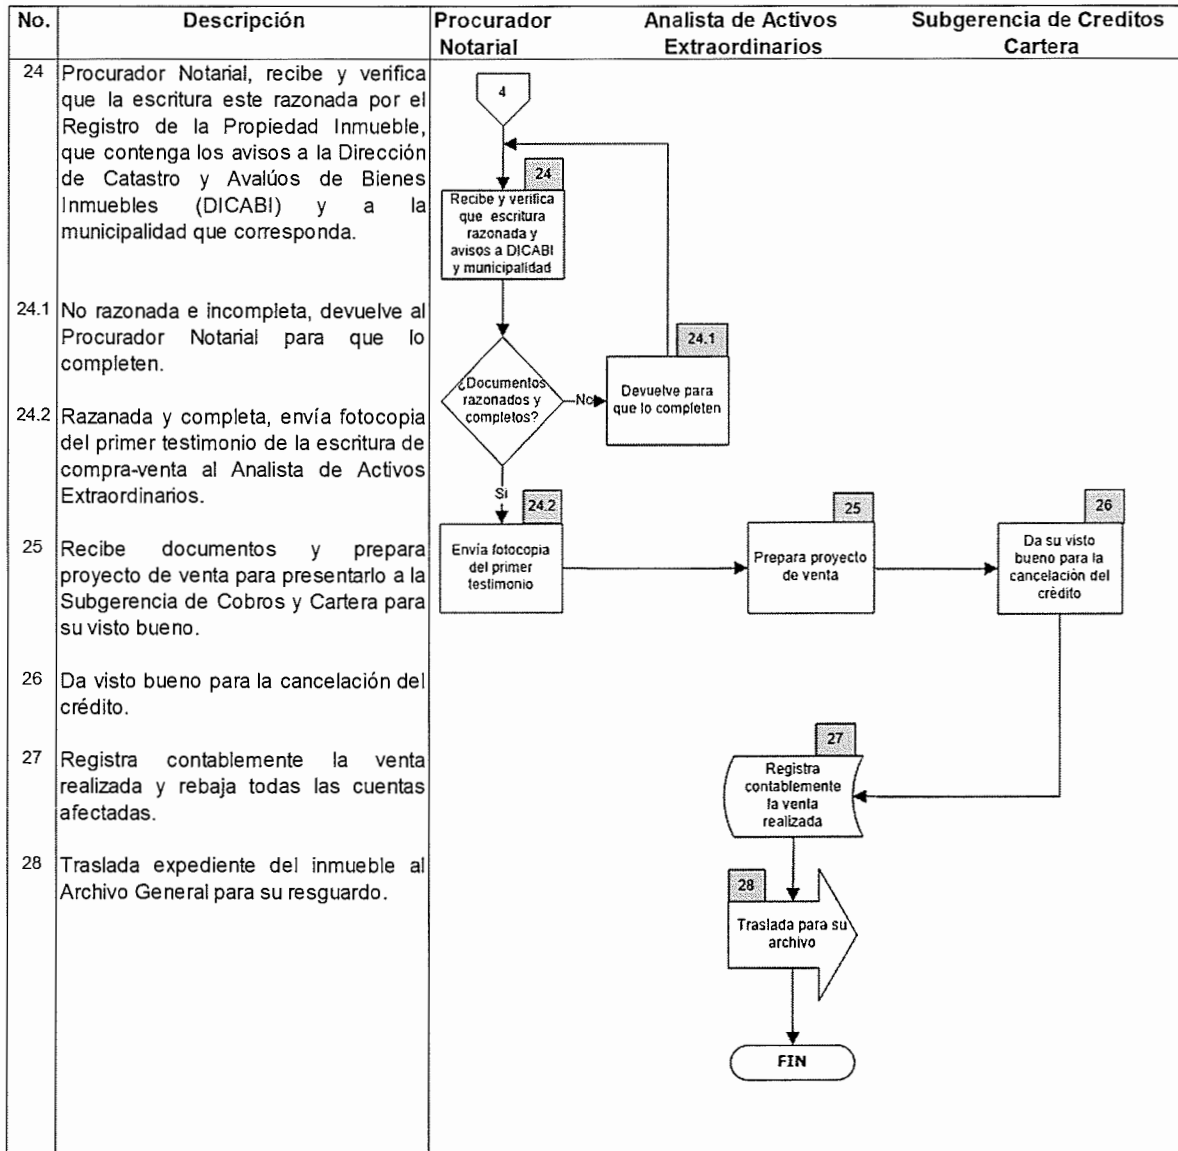 No.
Descripción
Procurador
Notarial
Analista de Activos
Extraordinarios
Subgerencia de Creditos
Cartera
24
Procurador Notarial, recibe y verifica
que la escritura este razonada por el
Registro de la Propiedad Inmueble,
que contenga los avisos a la Dirección
de Catastro y Avalúos de Bienes
Inmuebles (DICABI) y a la
municipalidad que corresponda.
24.1
No razonada e incompleta, devuelve al
Procurador Notarial para que lo
completen.
24.2
Razanada y completa, envía fotocopia
del primer testimonio de la escritura de
compra-venta al Analista de Activos
Extraordinarios.
25
Recibe documentos y prepara
proyecto de venta para presentarlo a la
Subgerencia de Cobros y Cartera para
su visto bueno.
26
Da visto bueno para la cancelación del
crédito.
27
Registra contablemente la venta
realizada y rebaja todas las cuentas
afectadas.
28
Traslada expediente del inmueble al
Archivo General para su resguardo.
4
24
Recibe y verifica
que escritura
razonada y
avisos a DICABI
y municipalidad
¿Documentos
razonados y
completos?
No
24.1
Devuelve para
que lo completen
Si
24.2
Envía fotocopia
del primer
testimonio
25
Prepara proyecto
de venta
26
Da su visto
bueno para la
cancelación del
crédito
27
Registra
contablemente
la venta
realizada
28
Traslada para su
archivo
FIN